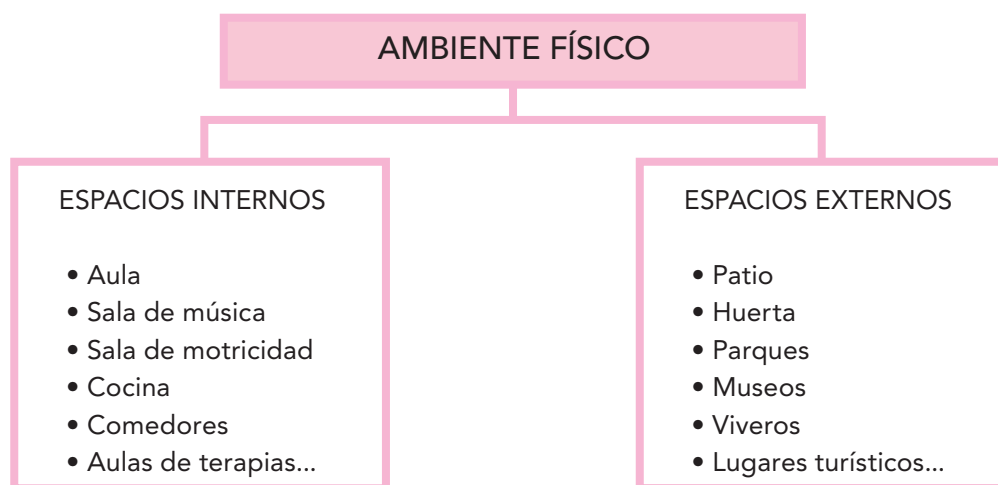 AMBIENTE FÍSICO
ESPACIOS INTERNOS
• Aula
• Sala de música
• Sala de motricidad
• Cocina
• Comedores
• Aulas de terapias...
ESPACIOS EXTERNOS
• Patio
• Huerta
• Parques
• Museos
• Viveros
• Lugares turísticos...